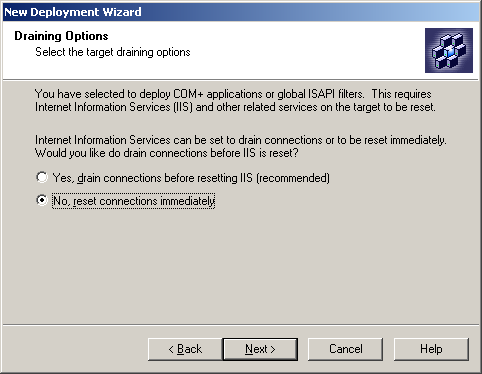 New Deployment Wizard
Draining Options
Select the target draining options
You have selected to deploy COM+ applications or global ISAPI filters. This requires
Internet Information Services (IIS) and other related services on the target to be reset.
Internet Information Services can be set to drain connections or to be reset immediately.
Would you like do drain connections before IIS is reset?
Yes, drain connections before resetting IIS (recommended)
No, reset connections immediately
< Back
Next >
Cancel
Help